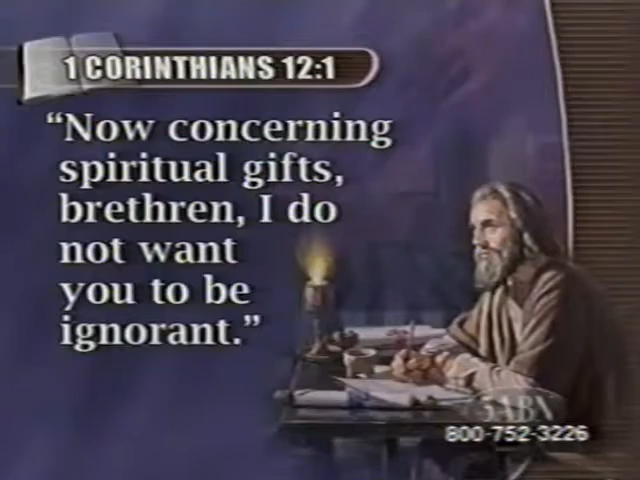 1 CORINTHIANS 12:1
“Now concerning
spiritual gifts,
brethren, I do
not want
you to be
ignorant.”
3ABN
800-752-3226